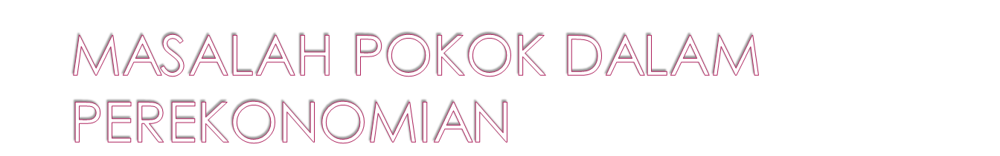 MASALAH POKOK DALAM
PEREKONOMIAN